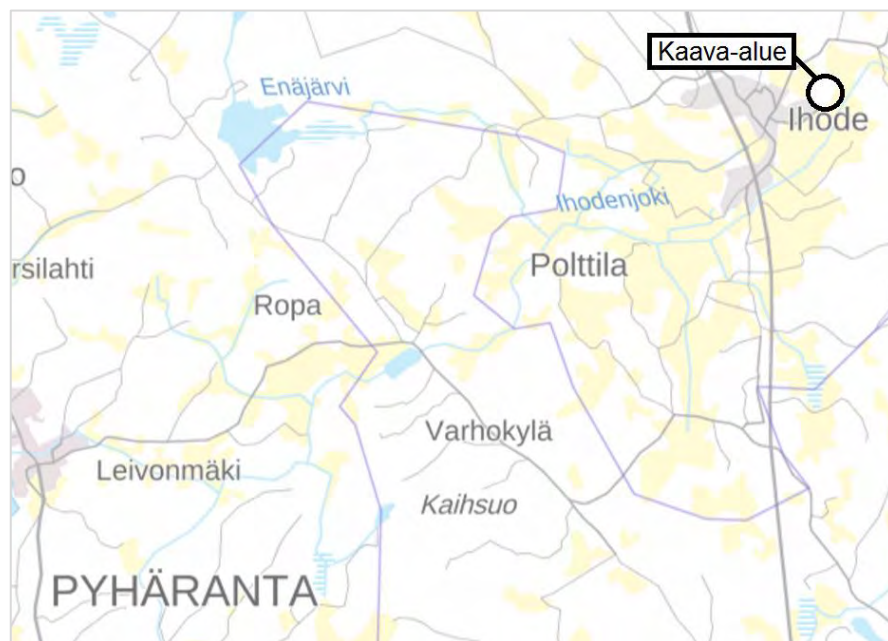 Kaava-alue
Enäjärvi
Ihode
o
Ihodenjoki
rsilahti
Polttila
Ropa
Varhokylä
Leivonmäki
Kaihsuo
PYHÄRANTA